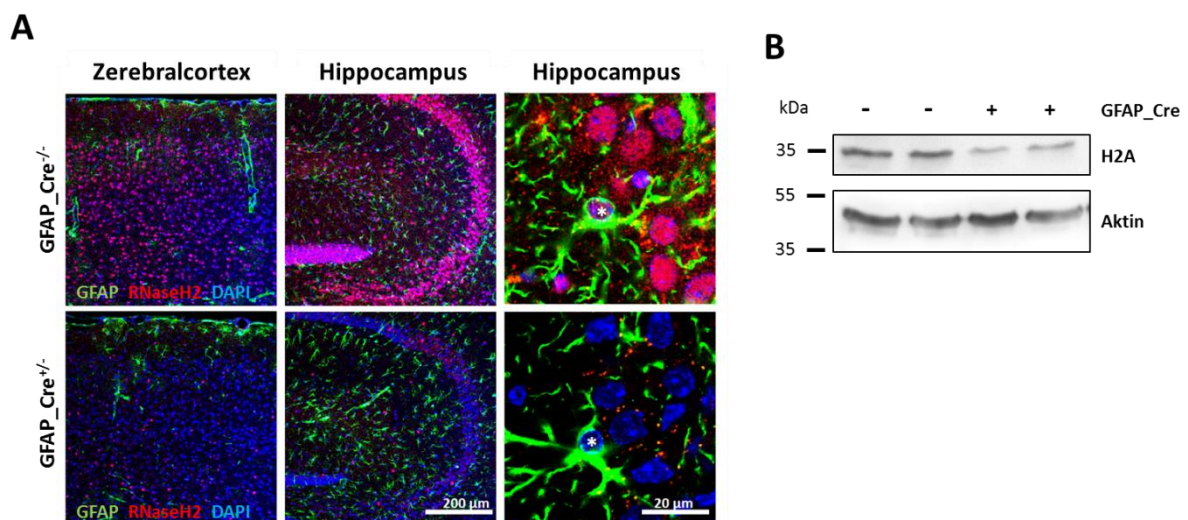 A
Zerebralcortex
Hippocampus
Hippocampus
GFAP_Cre-/-
GFAP RNaseH2 DAPI
GFAP_Cre+/-
GFAP RNaseH2 DAPI
200 µm
20 µm
*
*
B
kDa
- - + + GFAP_Cre
35
H2A
55
Aktin
35